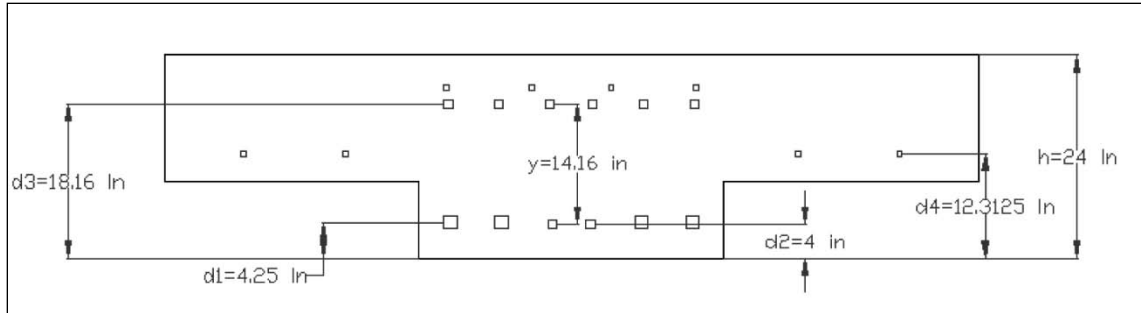 h=24 In
y=14.16 in
d3=18.16 In
d4=12.3125 In
d2=4 in
d1=4.25 In